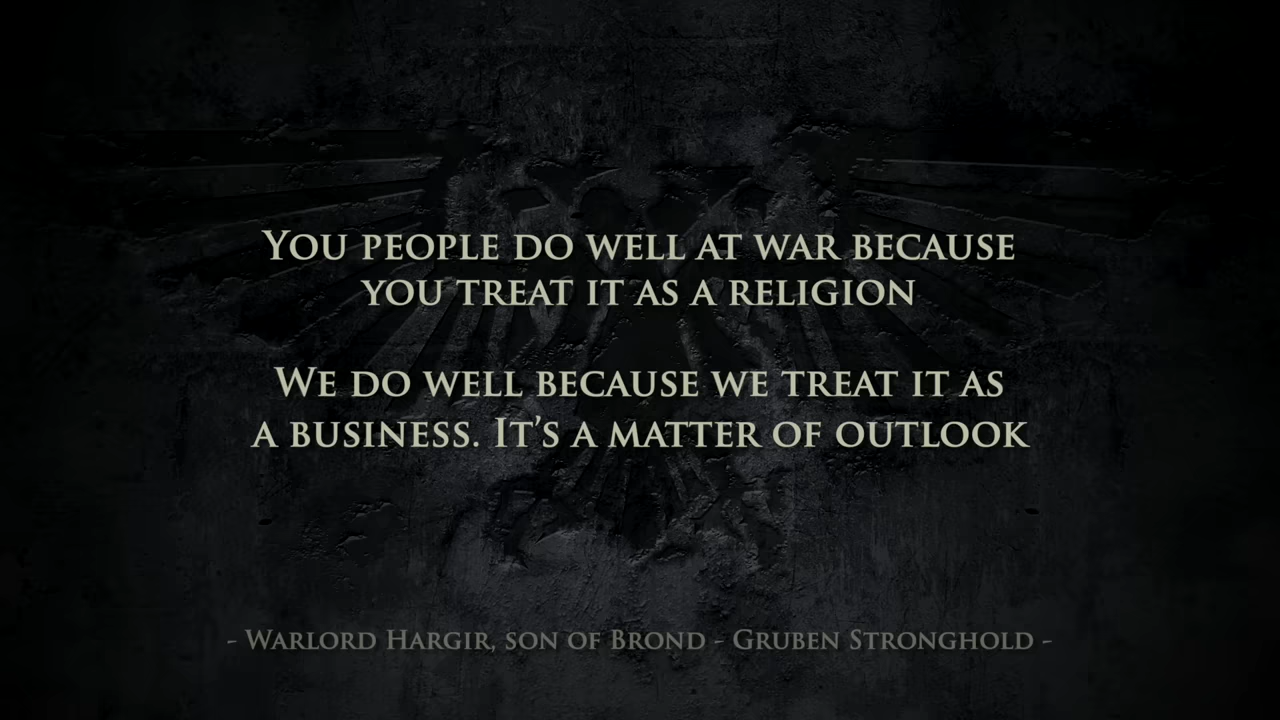 You people do well at war because
you treat it as a religion
We do well because we treat it as
a business. It's a matter of outlook
- Warlord Hargir, son of Brond - Gruben Stronghold -